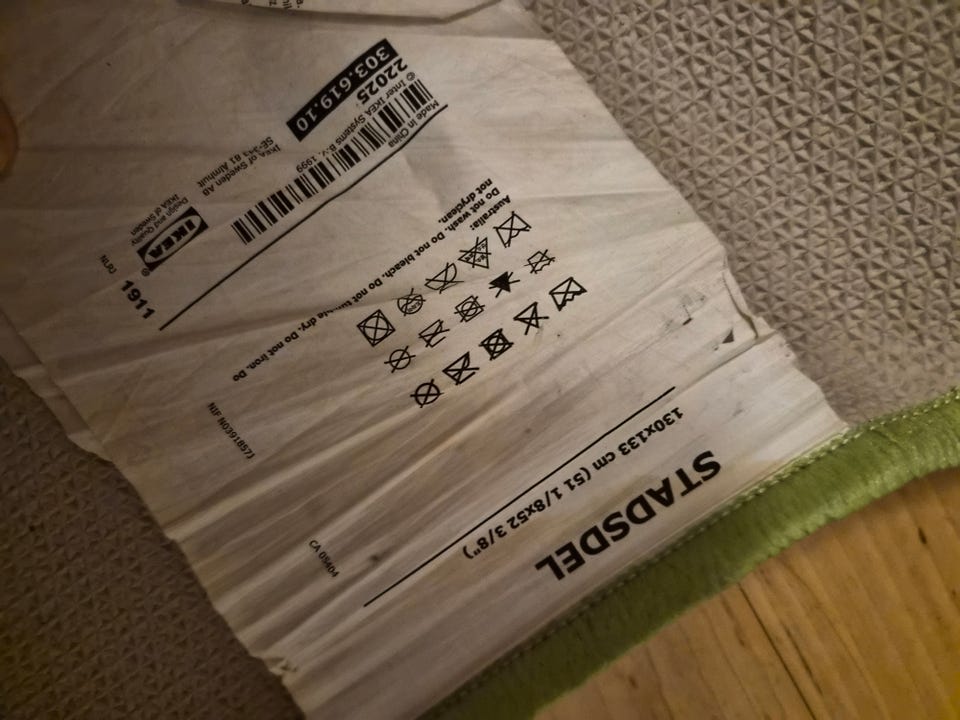 STADSDEL
130x133 cm (51 1/8x52 3/8")
CA 05404
Australia:
Do not wash. Do not bleach. Do not tumble dry. Do not iron. Do
not dryclean.
NIF N0391857J
Made in China
© Inter IKEA Systems B.V. 1999
22025
303.619.10
IKEA of Sweden AB
SE-343 81 Älmhult
IKEA
®
Design and Quality
IKEA of Sweden
1911